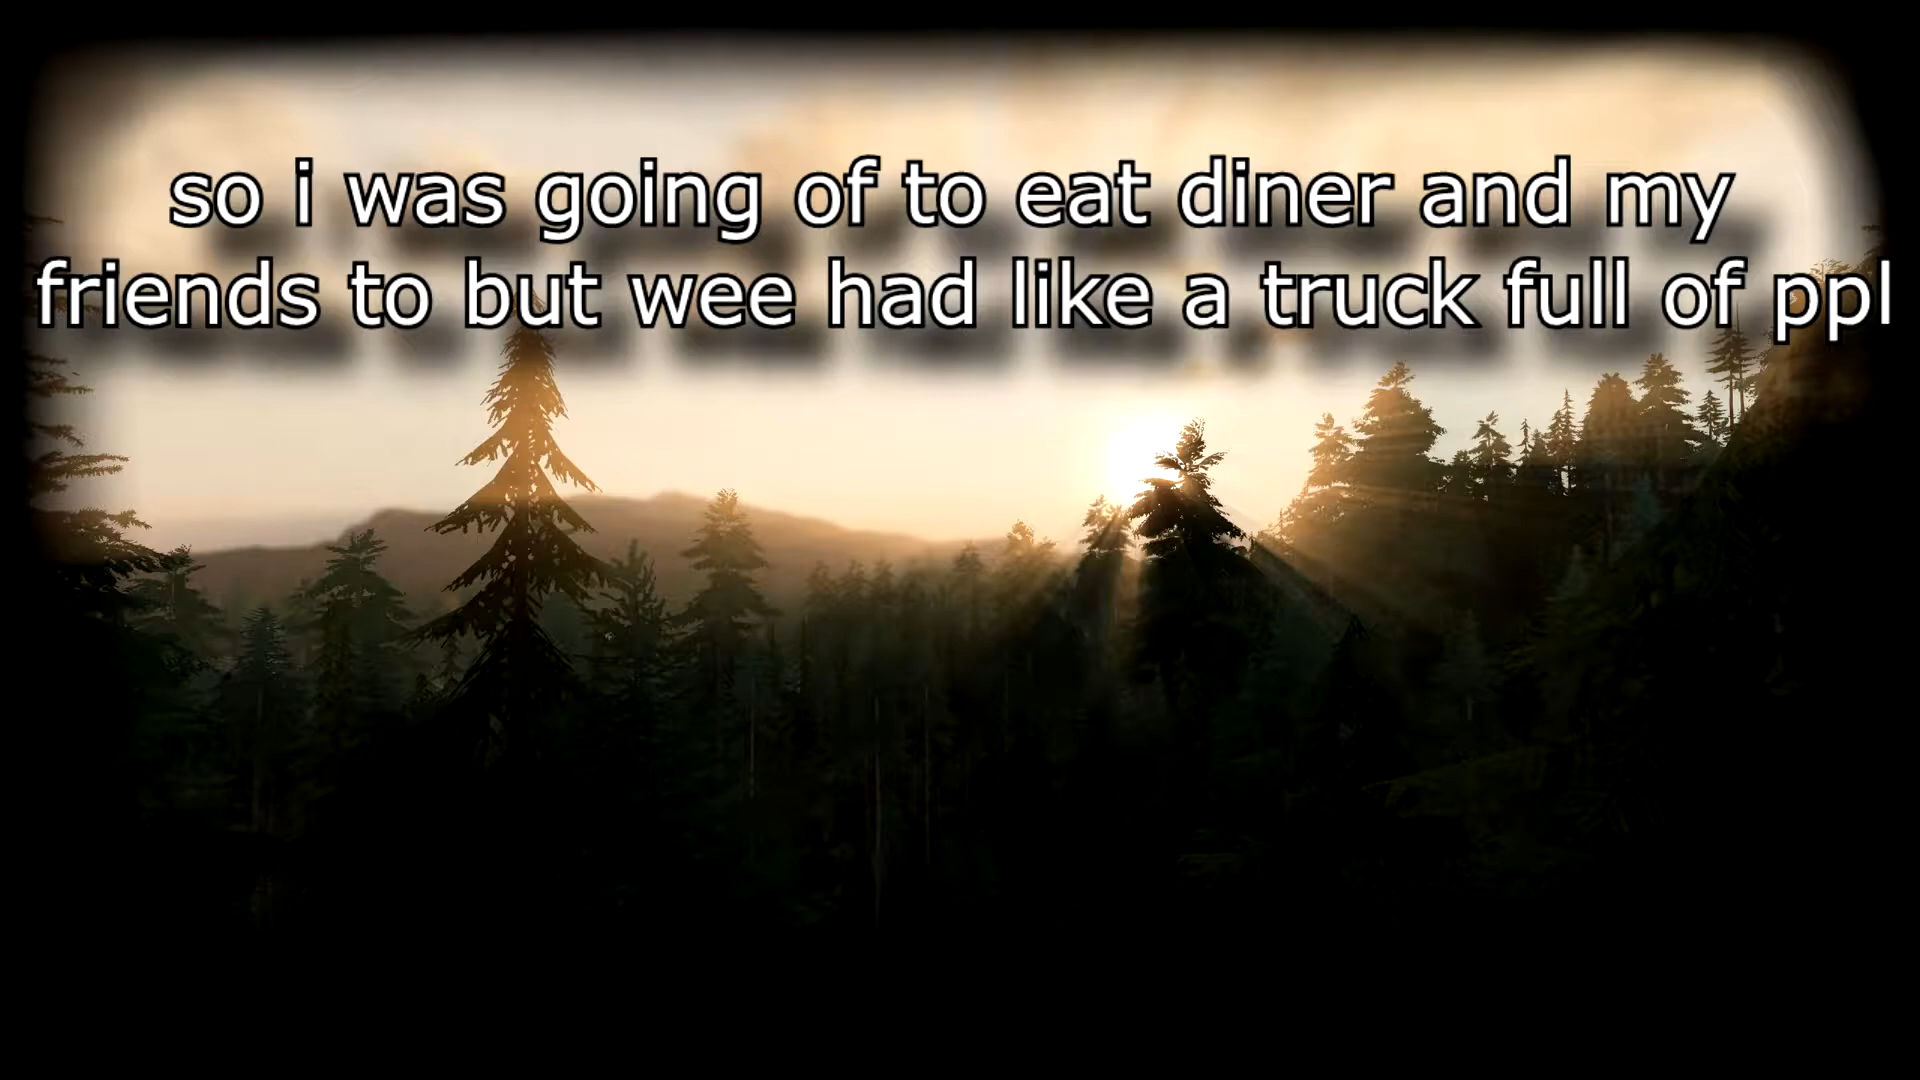 so i was going of to eat diner and my
friends to but wee had like a truck full of ppl